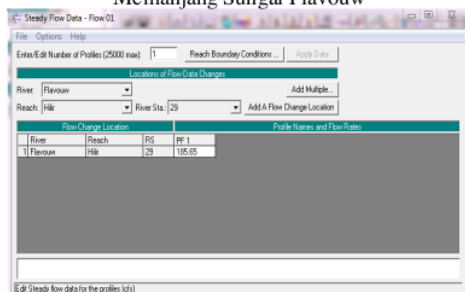 Memanjang Sungai Flavouw
Steady Flow Data - Flow 01
File Options Help
Enter/Edit Number of Profiles (25000 max): 1 Reach Boundary Conditions ... Apply Data
Locations of Flow Data Changes
River: Flavouw Add Multiple...
Reach: Hilir River Sta.: 29 Add A Flow Change Location
Flow Change Location Profile Names and Flow Rates
River Reach RS PF 1
1 Flavouw Hilir 29 185.65
Edit Steady flow data for the profiles (cfs)